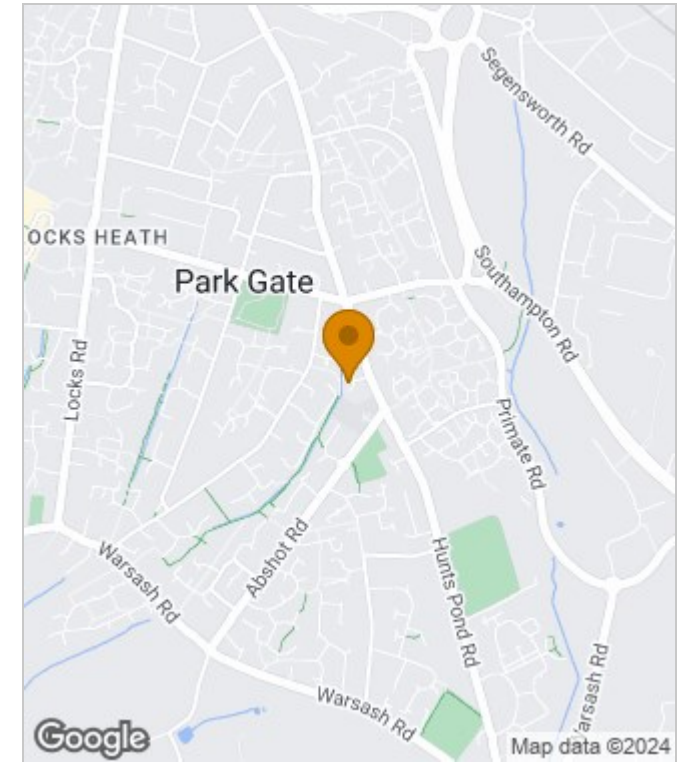 Segensworth Rd
OCKS HEATH
Park Gate
Southampton Rd
Locks Rd
Primate Rd
Abshot Rd
Hunts Pond Rd
Warsash Rd
Warsash Rd
arsash Rd
Google
Map data ©2024